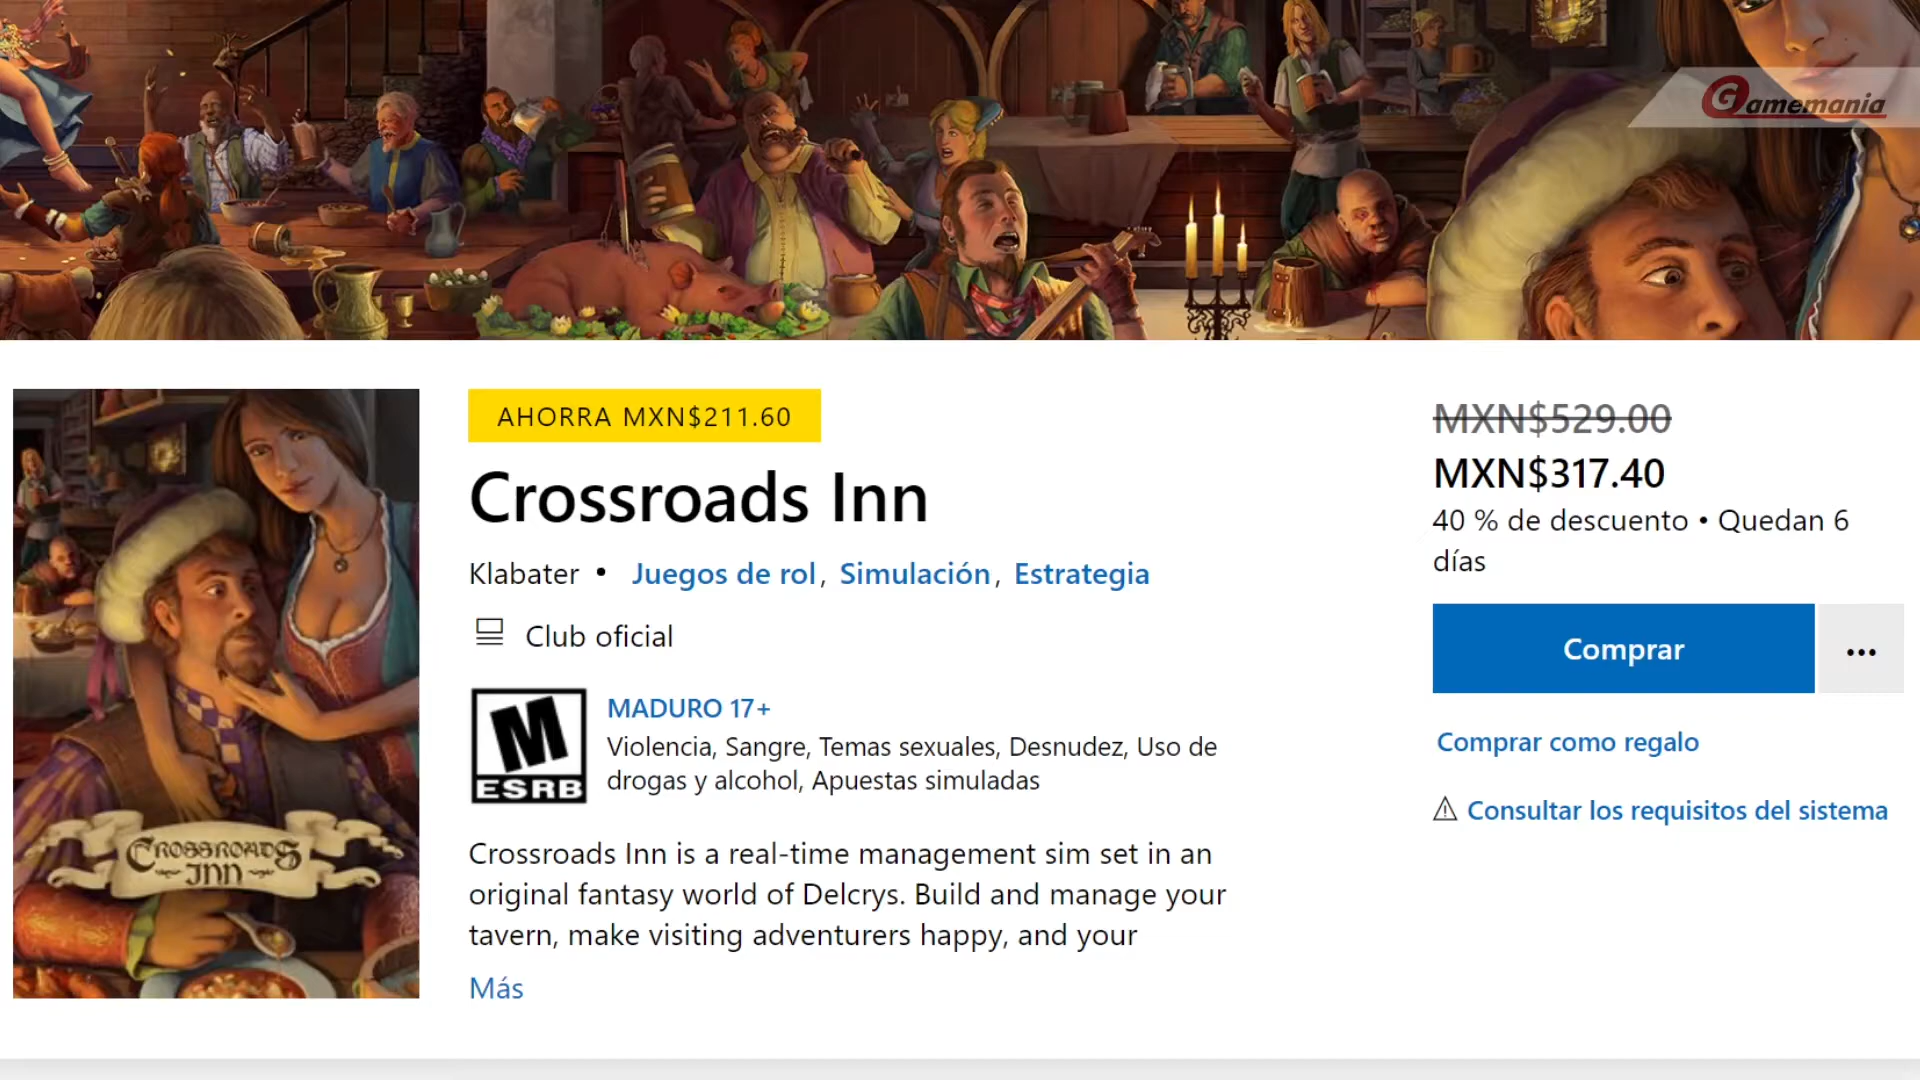 Gamemania
AHORRA MXN$211.60
MXN$529.00
MXN$317.40
40 % de descuento • Quedan 6
días
Crossroads Inn
Klabater • Juegos de rol, Simulación, Estrategia
Club oficial
Comprar
...
M
ESRB
MADURO 17+
Violencia, Sangre, Temas sexuales, Desnudez, Uso de
drogas y alcohol, Apuestas simuladas
Comprar como regalo
Consultar los requisitos del sistema
CROSSROADS
INN
Crossroads Inn is a real-time management sim set in an
original fantasy world of Delcrys. Build and manage your
tavern, make visiting adventurers happy, and your
Más